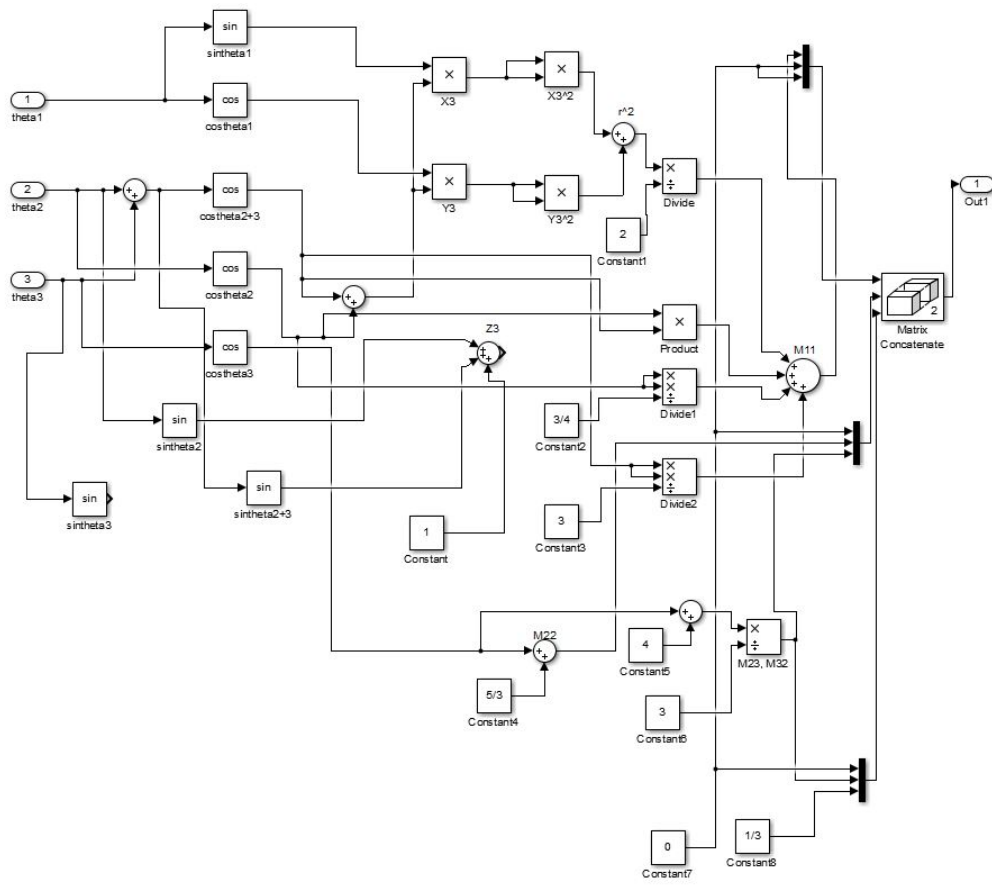 sin
sintheta1
1
theta1
cos
costheta1
×
X3
×
X3^2
r^2
+
+
2
theta2
+
+
cos
costheta2+3
×
Y3
×
Y3^2
×
÷
Divide
2
Constant1
1
Out1
3
theta3
cos
costheta2
+
+
cos
costheta3
Z3
+
+
+
×
Product
2
Matrix
Concatenate
M11
+
+
+
+
sin
sintheta2
3/4
Constant2
×
×
÷
Divide1
sin
sintheta3
sin
sintheta2+3
1
Constant
3
Constant3
×
×
÷
Divide2
M22
+
+
5/3
Constant4
4
Constant5
+
+
×
÷
M23, M32
3
Constant6
0
Constant7
1/3
Constant8